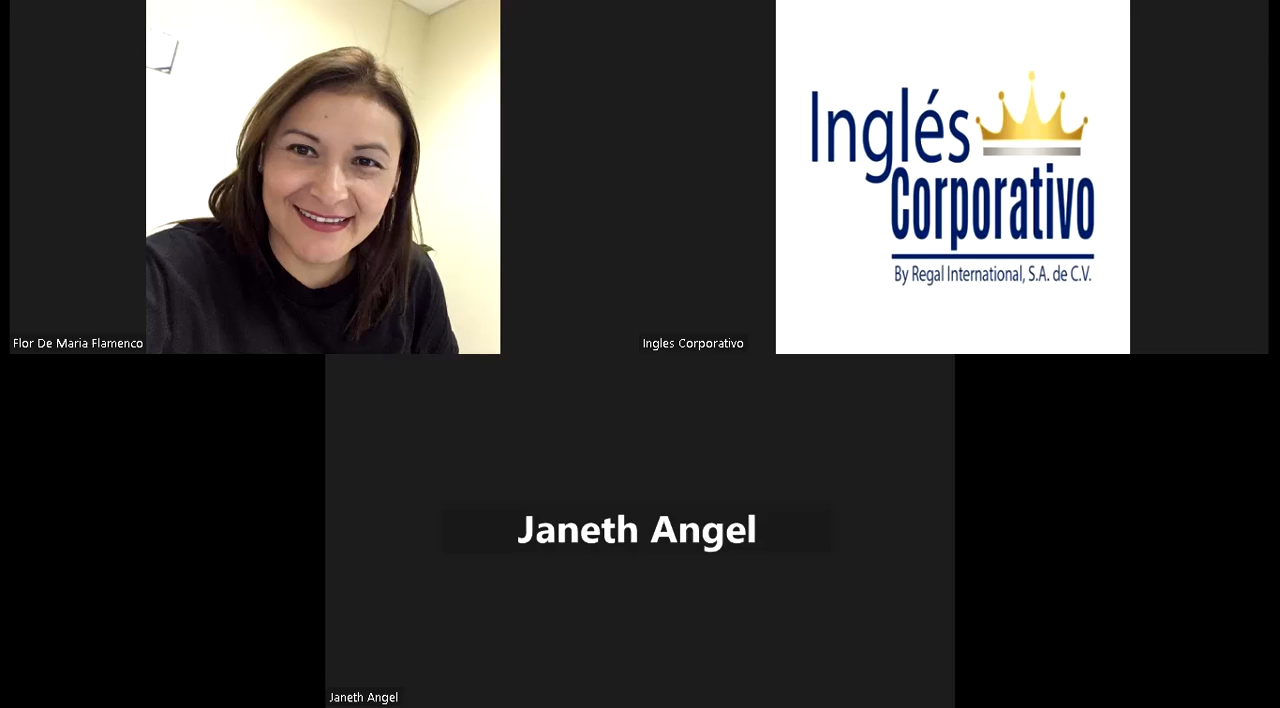 Inglés
Corporativo
By Regal International, S.A. de C.V.
Flor De Maria Flamenco
Ingles Corporativo
Janeth Angel
Janeth Angel